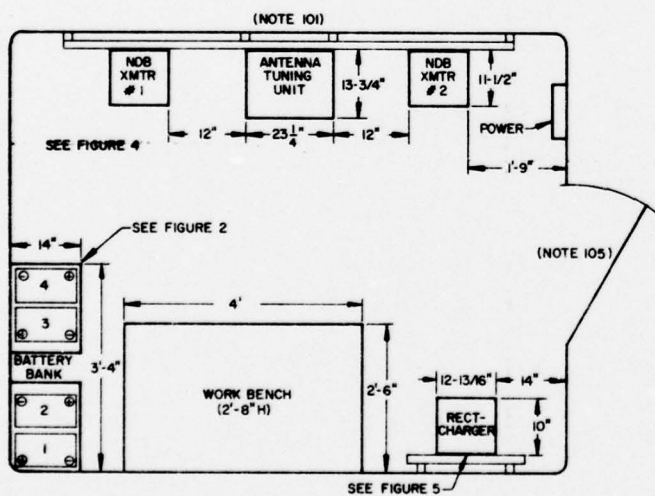 (NOTE 101)
NDB
XMTR
# 1
ANTENNA
TUNING
UNIT
13-3/4"
NDB
XMTR
# 2
11-1/2"
POWER
12"
23 1/4"
12"
1'-9"
SEE FIGURE 4
14"
SEE FIGURE 2
(NOTE 105)
4
3
BATTERY
BANK
2
1
3'-4"
4'
WORK BENCH
(2'-8" H)
2'-6"
12-13/16"
14"
RECT-
CHARGER
10"
SEE FIGURE 5